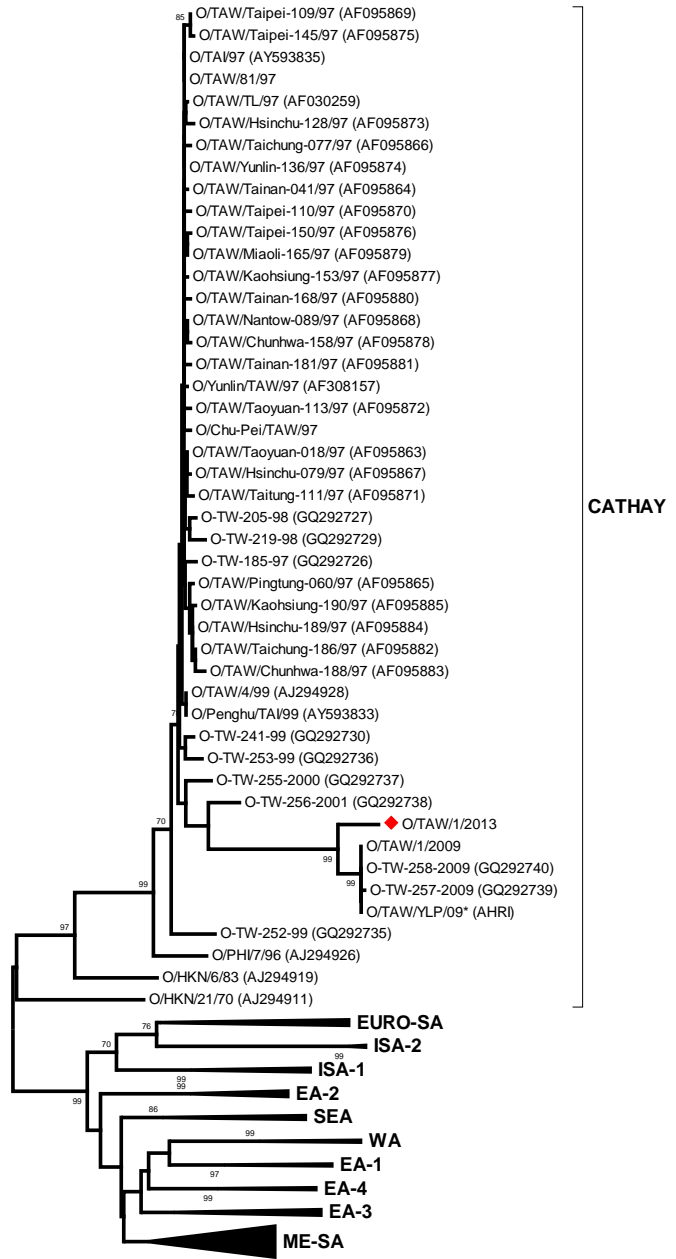 O/TAW/Taipei-109/97 (AF095869)
85
O/TAW/Taipei-145/97 (AF095875)
O/TAI/97 (AY593835)
O/TAW/81/97
O/TAW/TL/97 (AF030259)
O/TAW/Hsinchu-128/97 (AF095873)
O/TAW/Taichung-077/97 (AF095866)
O/TAW/Yunlin-136/97 (AF095874)
O/TAW/Tainan-041/97 (AF095864)
O/TAW/Taipei-110/97 (AF095870)
O/TAW/Taipei-150/97 (AF095876)
O/TAW/Miaoli-165/97 (AF095879)
O/TAW/Kaohsiung-153/97 (AF095877)
O/TAW/Tainan-168/97 (AF095880)
O/TAW/Nantow-089/97 (AF095868)
O/TAW/Chunhwa-158/97 (AF095878)
O/TAW/Tainan-181/97 (AF095881)
O/Yunlin/TAW/97 (AF308157)
O/TAW/Taoyuan-113/97 (AF095872)
O/Chu-Pei/TAW/97
O/TAW/Taoyuan-018/97 (AF095863)
O/TAW/Hsinchu-079/97 (AF095867)
O/TAW/Taitung-111/97 (AF095871)
CATHAY
O-TW-205-98 (GQ292727)
O-TW-219-98 (GQ292729)
O-TW-185-97 (GQ292726)
O/TAW/Pingtung-060/97 (AF095865)
O/TAW/Kaohsiung-190/97 (AF095885)
O/TAW/Hsinchu-189/97 (AF095884)
O/TAW/Taichung-186/97 (AF095882)
O/TAW/Chunhwa-188/97 (AF095883)
O/TAW/4/99 (AJ294928)
O/Penghu/TAI/99 (AY593833)
O-TW-241-99 (GQ292730)
O-TW-253-99 (GQ292736)
O-TW-255-2000 (GQ292737)
O-TW-256-2001 (GQ292738)
70
O/TAW/1/2013
O/TAW/1/2009
99
O-TW-258-2009 (GQ292740)
99
99
O-TW-257-2009 (GQ292739)
O/TAW/YLP/09* (AHRI)
97
O-TW-252-99 (GQ292735)
O/PHI/7/96 (AJ294926)
O/HKN/6/83 (AJ294919)
O/HKN/21/70 (AJ294911)
EURO-SA
76
ISA-2
70
99
ISA-1
99
99
EA-2
99
86
SEA
99
WA
EA-1
97
EA-4
99
EA-3
ME-SA